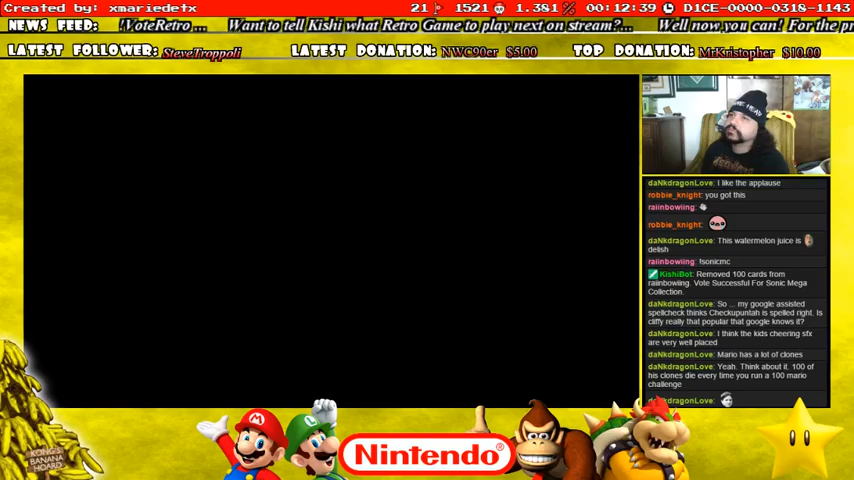 Created by: xmariedetx 21 1521 1.381 00:12:39 D1CE-0000-0318-1143
NEWS FEED: !VoteRetro ... Want to tell Kishi what Retro Game to play next on stream?... Well now you can! For the pr
LATEST FOLLOWER: SteveTroppoli LATEST DONATION: NWC90er $5.00 TOP DONATION: MrKristopher $10.00
daNkdragonLove: I like the applause
robbie_knight: you got this
raiinbowiing:
robbie_knight:
daNkdragonLove: This watermelon juice is
delish
raiinbowiing: !sonicmc
KishiBot: Removed 100 cards from
raiinbowiing. Vote Successful For Sonic Mega
Collection.
daNkdragonLove: So ... my google assisted
spellcheck thinks Checkupuntah is spelled right. Is
cliffy really that popular that google knows it?
daNkdragonLove: I think the kids cheering sfx
are very well placed
daNkdragonLove: Mario has a lot of clones
daNkdragonLove: Yeah. Think about it. 100 of
his clones die every time you run a 100 mario
challenge
daNkdragonLove:
KONG'S
BANANA
HOARD
Nintendo